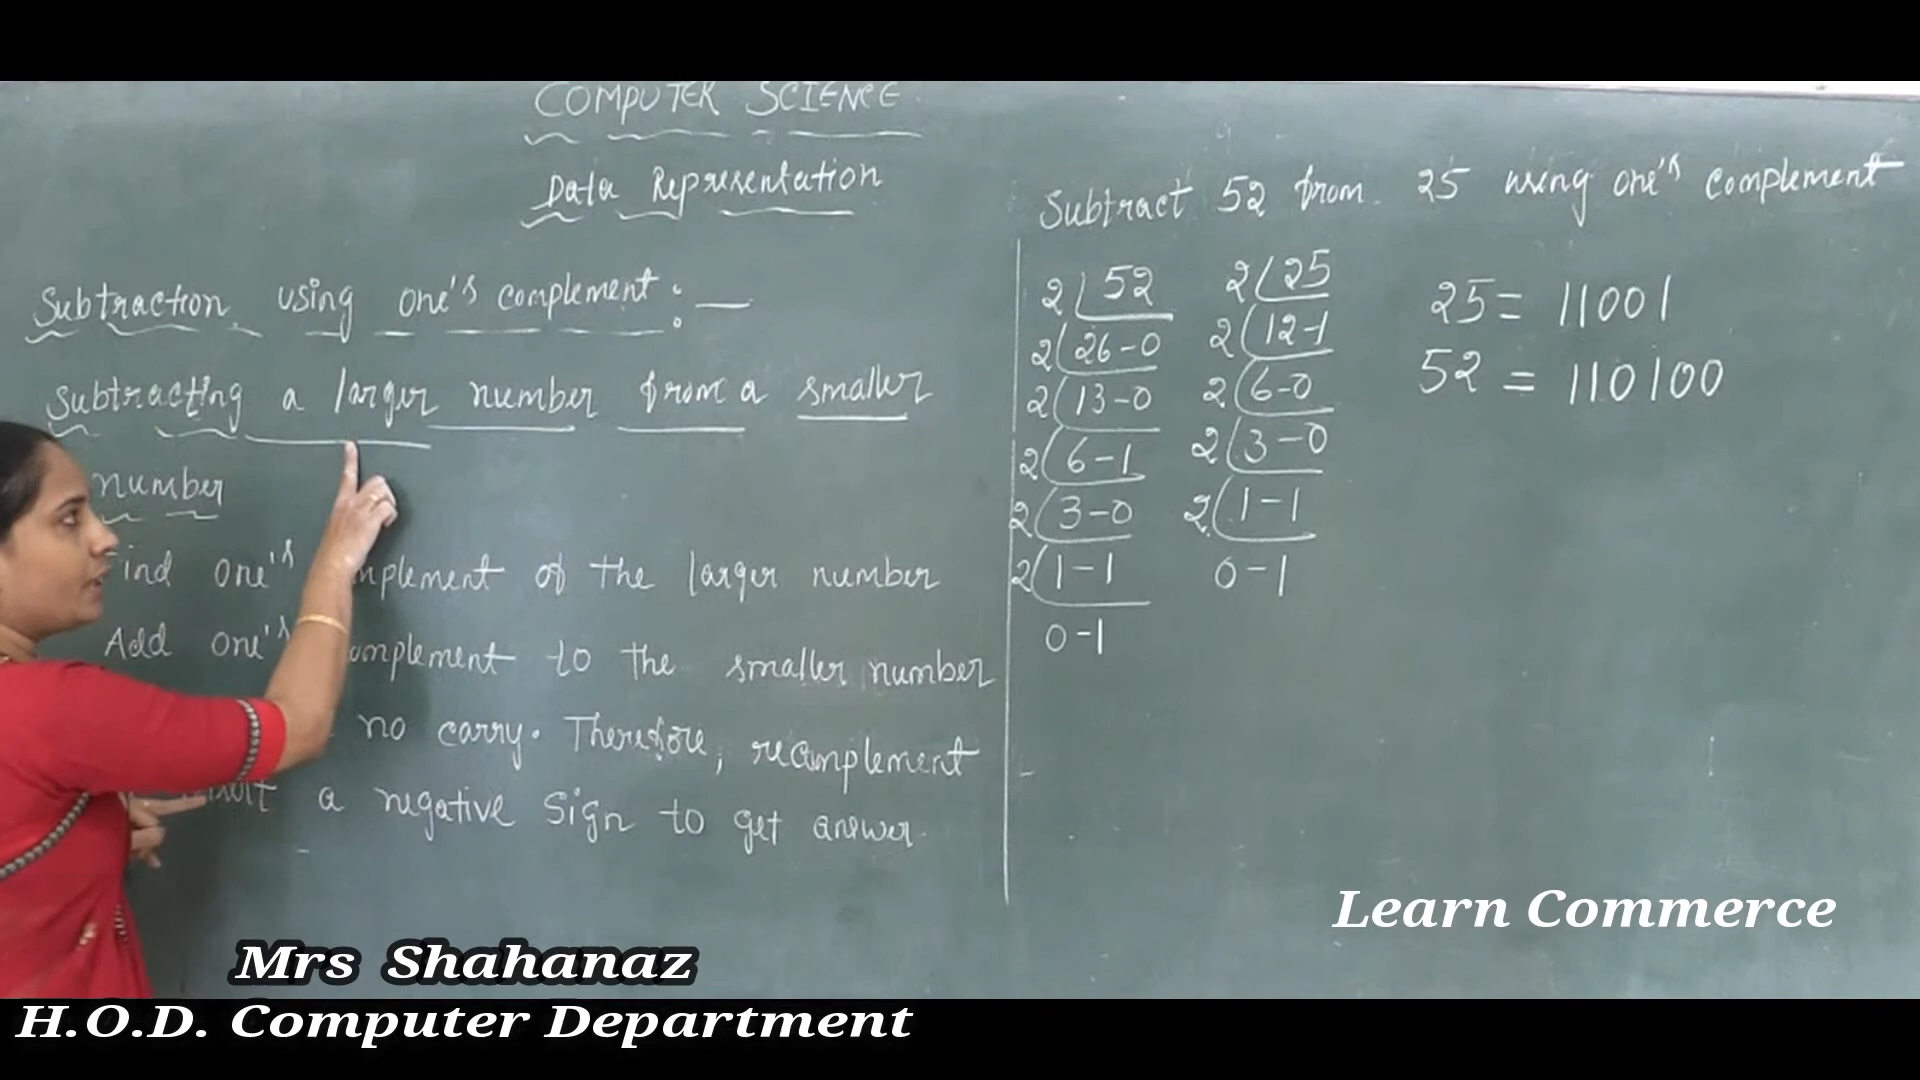 COMPUTER SCIENCE
Data Representation
Subtraction using one's complement:—
Subtracting a larger number from a smaller
number
ind one's mplement of the larger number
Add one's omplement to the smaller number
no carry. Therefore, recomplement
a negative sign to get answer.
Subtract 52 from 25 using one's complement
2 52
2 26-0
2 13-0
2 6-1
2 3-0
2 1-1
0-1
2 25
2 12-1
2 6-0
2 3-0
2 1-1
0-1
25 = 11001
52 = 110100
Learn Commerce
Mrs Shahanaz
H.O.D. Computer Department